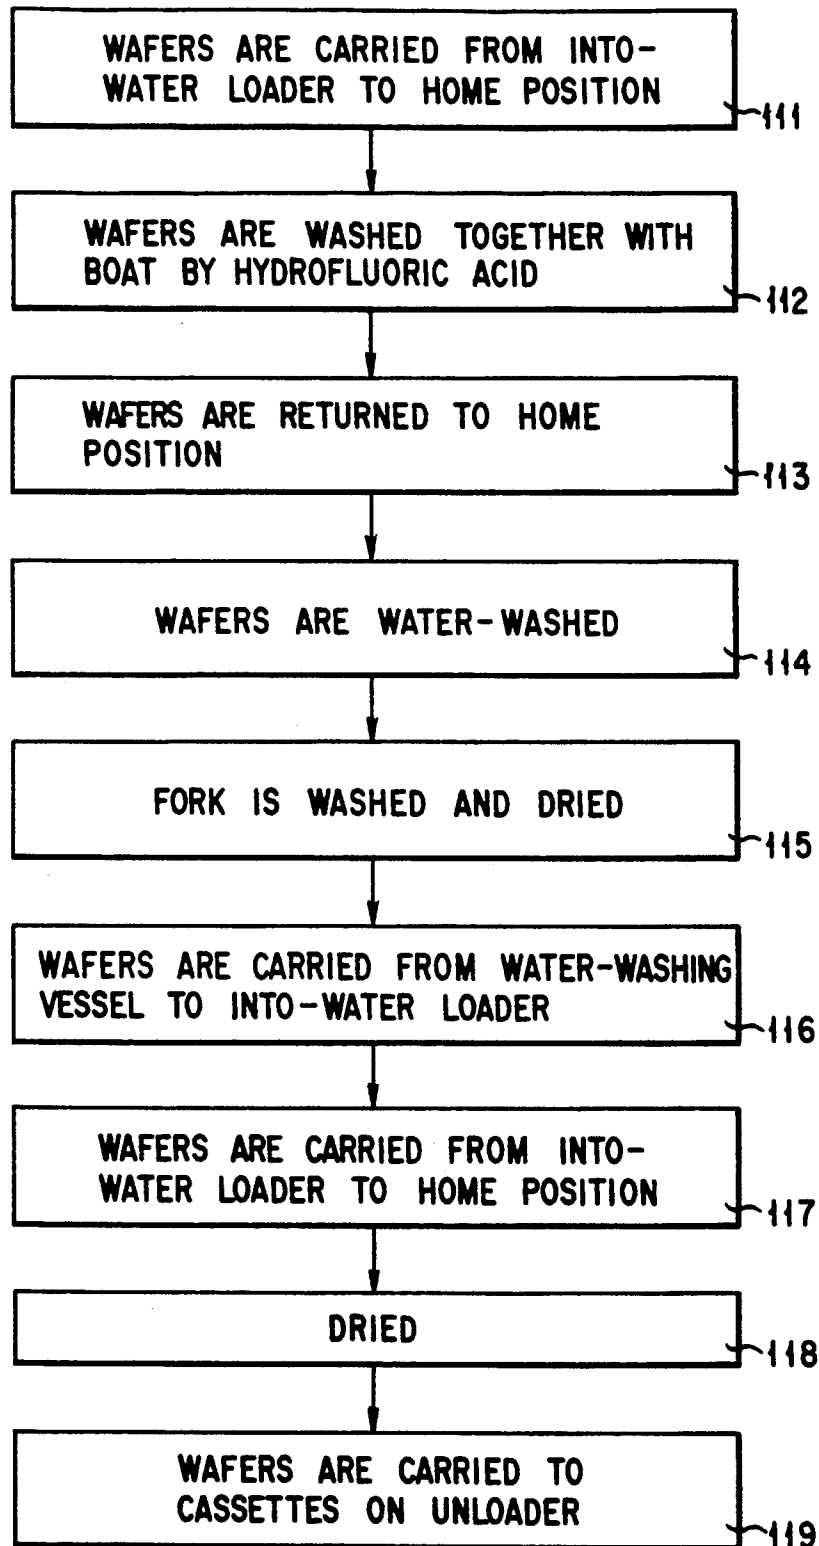 WAFERS ARE CARRIED FROM INTO-
WATER LOADER TO HOME POSITION
111
WAFERS ARE WASHED TOGETHER WITH
BOAT BY HYDROFLUORIC ACID
112
WAFERS ARE RETURNED TO HOME
POSITION
113
WAFERS ARE WATER-WASHED
114
FORK IS WASHED AND DRIED
115
WAFERS ARE CARRIED FROM WATER-WASHING
VESSEL TO INTO-WATER LOADER
116
WAFERS ARE CARRIED FROM INTO-
WATER LOADER TO HOME POSITION
117
DRIED
118
WAFERS ARE CARRIED TO
CASSETTES ON UNLOADER
119